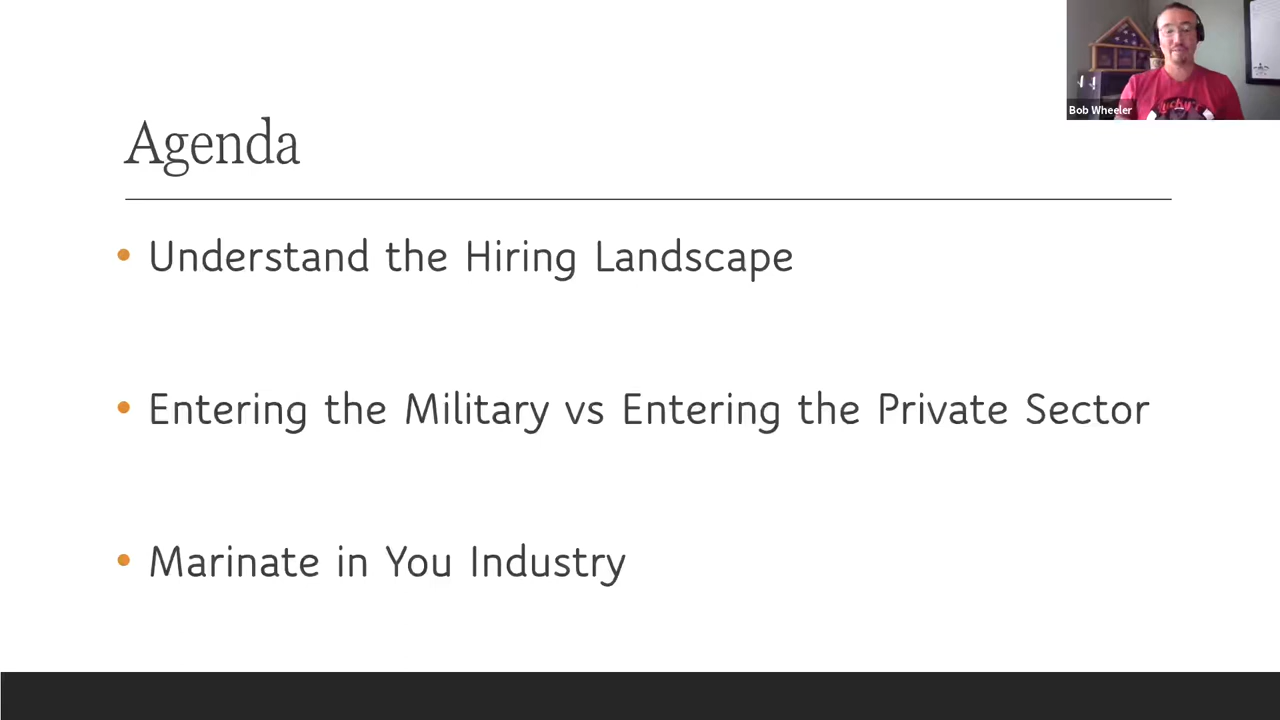 Bob Wheeler
Agenda
• Understand the Hiring Landscape
• Entering the Military vs Entering the Private Sector
• Marinate in You Industry